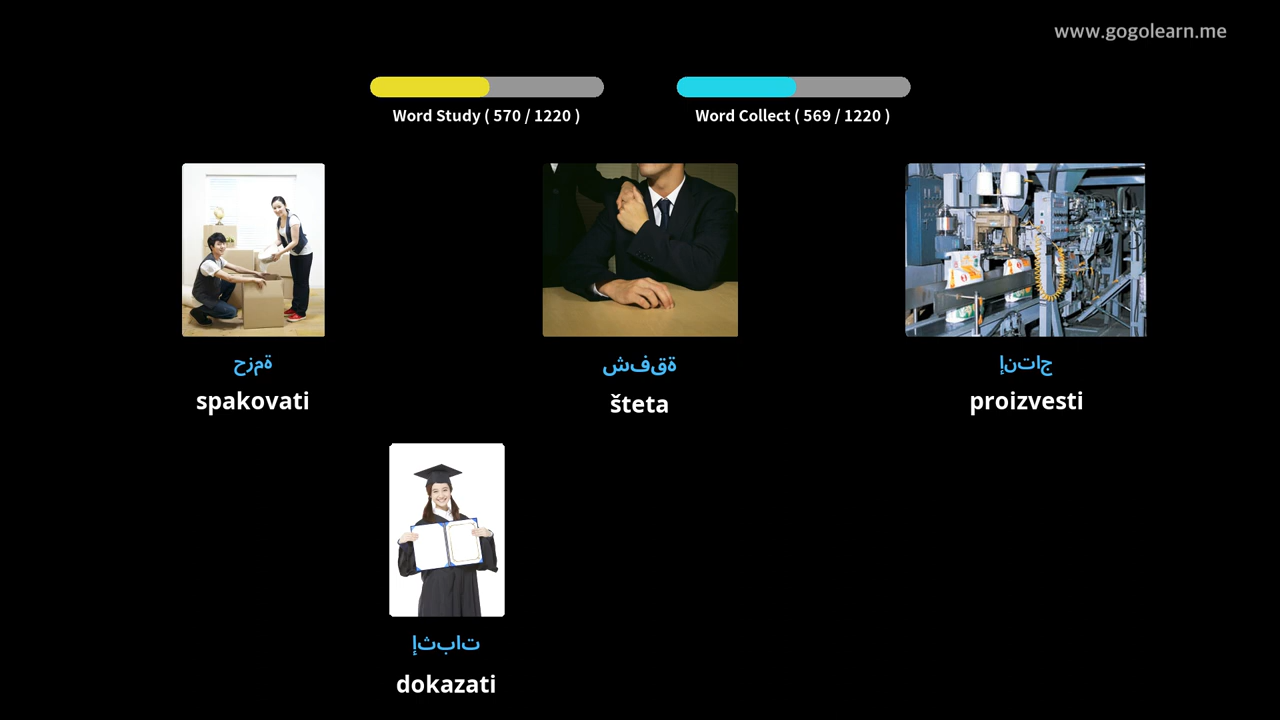 www.gogolearn.me
Word Study ( 570 / 1220 )
Word Collect ( 569 / 1220 )
حزمة
شفقة
إنتاج
spakovati
šteta
proizvesti
إثبات
dokazati